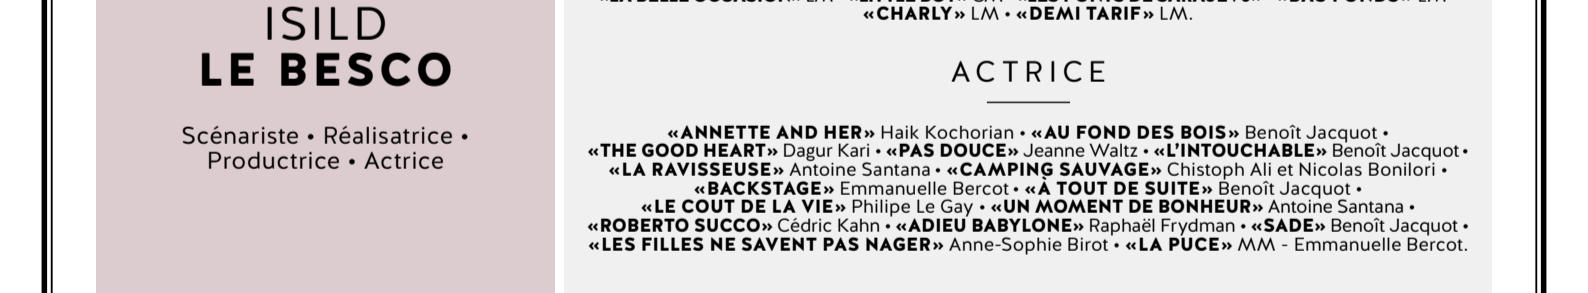 ISILD
LE BESCO
Scénariste • Réalisatrice •
Productrice • Actrice
«CHARLY» LM • «DEMI TARIF» LM.
ACTRICE
«ANNETTE AND HER» Haik Kochorian • «AU FOND DES BOIS» Benoît Jacquot •
«THE GOOD HEART» Dagur Kari • «PAS DOUCE» Jeanne Waltz • «L'INTOUCHABLE» Benoît Jacquot •
«LA RAVISSEUSE» Antoine Santana • «CAMPING SAUVAGE» Chistoph Ali et Nicolas Bonilori •
«BACKSTAGE» Emmanuelle Bercot • «À TOUT DE SUITE» Benoît Jacquot •
«LE COUT DE LA VIE» Philipe Le Gay • «UN MOMENT DE BONHEUR» Antoine Santana •
«ROBERTO SUCCO» Cédric Kahn • «ADIEU BABYLONE» Raphaël Frydman • «SADE» Benoît Jacquot •
«LES FILLES NE SAVENT PAS NAGER» Anne-Sophie Birot • «LA PUCE» MM - Emmanuelle Bercot.